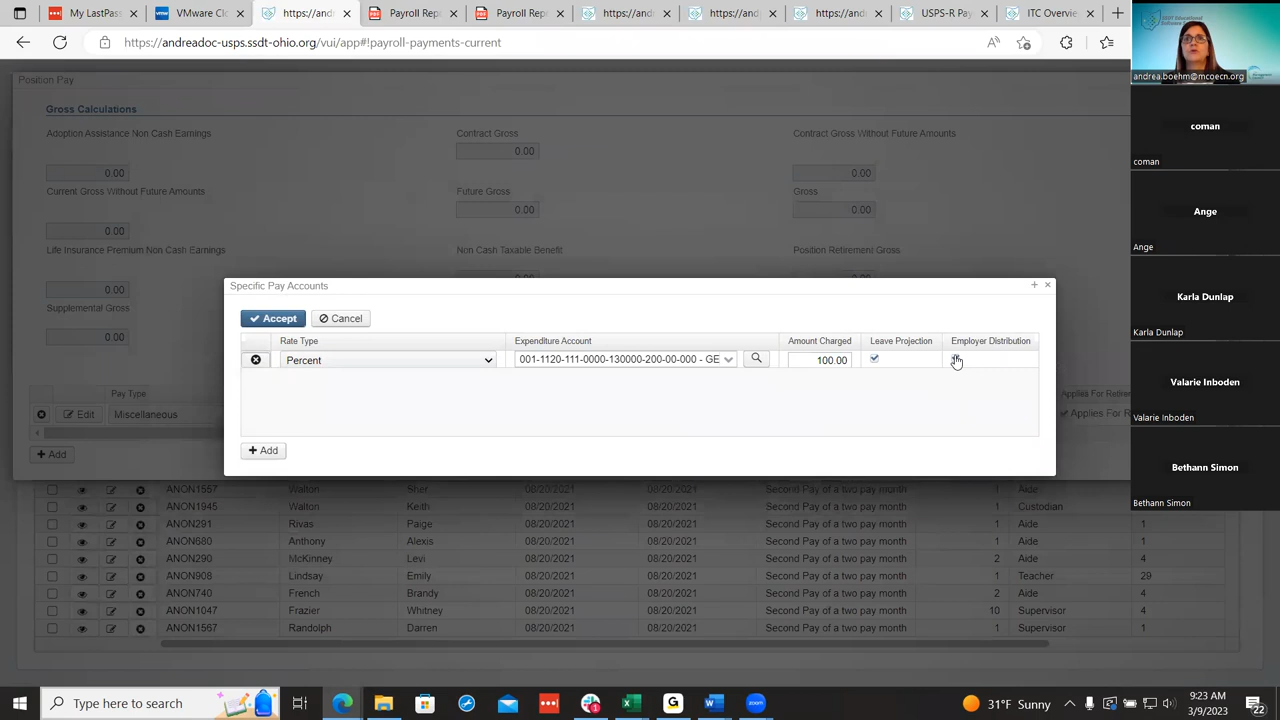 My LastPass
VMware Clo
https://andr
Payroll Rep
Payroll Rep
https://andr
https://andr
https://andr
USPS-R Pay
ITC Overvie
https://andreadoc-usps.ssdt-ohio.org/vui/app#!payroll-payments-current
andrea.boehm@mcoecn.org
coman
coman
Ange
Ange
Karla Dunlap
Karla Dunlap
Valarie Inboden
Valarie Inboden
Bethann Simon
Bethann Simon
Position Pay
Gross Calculations
Adoption Assistance Non Cash Earnings
Contract Gross
Contract Gross Without Future Amounts
0.00
0.00
0.00
Current Gross Without Future Amounts
Future Gross
Gross
0.00
0.00
0.00
Life Insurance Premium Non Cash Earnings
Non Cash Taxable Benefit
Position Retirement Gross
0.00
Supplemental Gross
0.00
Specific Pay Accounts
Accept
Cancel
Rate Type Expenditure Account Amount Charged Leave Projection Employer Distribution
Percent 001-1120-111-0000-130000-200-00-000 - GE 100.00
Add
Pay Type
Applies For Retire
Edit Miscellaneous
Applies For R
Add
ANON1557 Walton Sher 08/20/2021 08/20/2021 Second Pay of a two pay month 1 Aide 1
ANON1945 Walton Keith 08/20/2021 08/20/2021 Second Pay of a two pay month 1 Custodian 1
ANON291 Rivas Paige 08/20/2021 08/20/2021 Second Pay of a two pay month 1 Aide 1
ANON680 Anthony Alexis 08/20/2021 08/20/2021 Second Pay of a two pay month 1 Aide 1
ANON290 McKinney Levi 08/20/2021 08/20/2021 Second Pay of a two pay month 2 Aide 4
ANON908 Lindsay Emily 08/20/2021 08/20/2021 Second Pay of a two pay month 1 Teacher 29
ANON740 French Brandy 08/20/2021 08/20/2021 Second Pay of a two pay month 2 Aide 4
ANON1047 Frazier Whitney 08/20/2021 08/20/2021 Second Pay of a two pay month 10 Supervisor 4
ANON1567 Randolph Darren 08/20/2021 08/20/2021 Second Pay of a two pay month 1 Supervisor 1
Type here to search
31°F Sunny
9:23 AM
3/9/2023
22